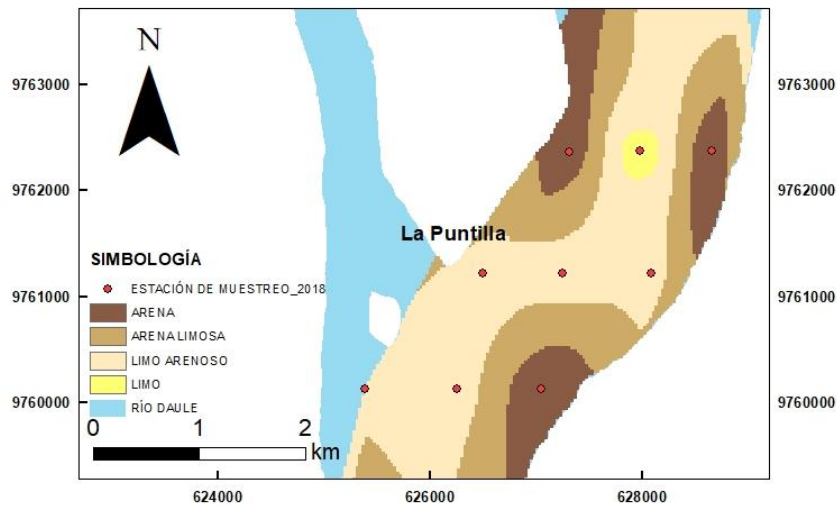 N
9763000
9763000
9762000
9762000
La Puntilla
SIMBOLOGÍA
ESTACIÓN DE MUESTREO_2018
9761000
9761000
ARENA
ARENA LIMOSA
LIMO ARENOSO
LIMO
RÍO DAULE
9760000
9760000
0 1 2
km
624000 626000 628000